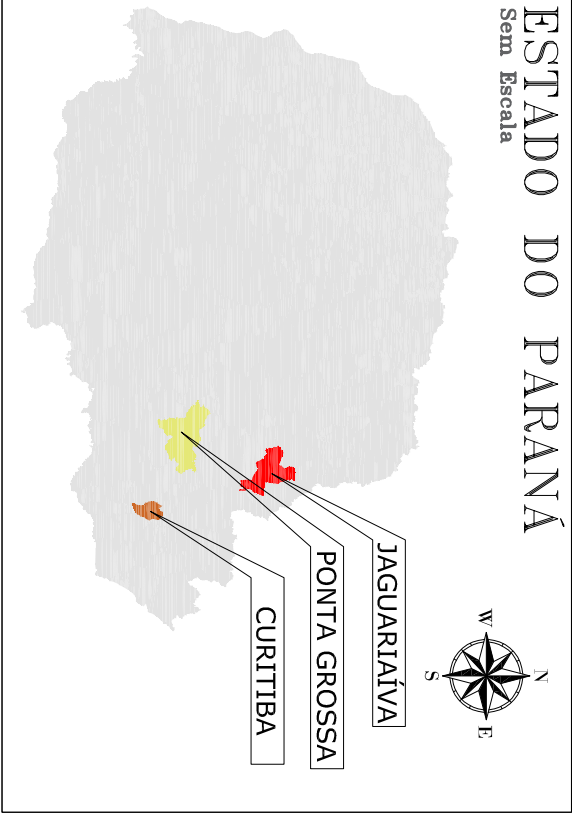 ESTADO DO PARANÁ
Sem Escala
N
W
E
S
JAGUARIAÍVA
PONTA GROSSA
CURITIBA